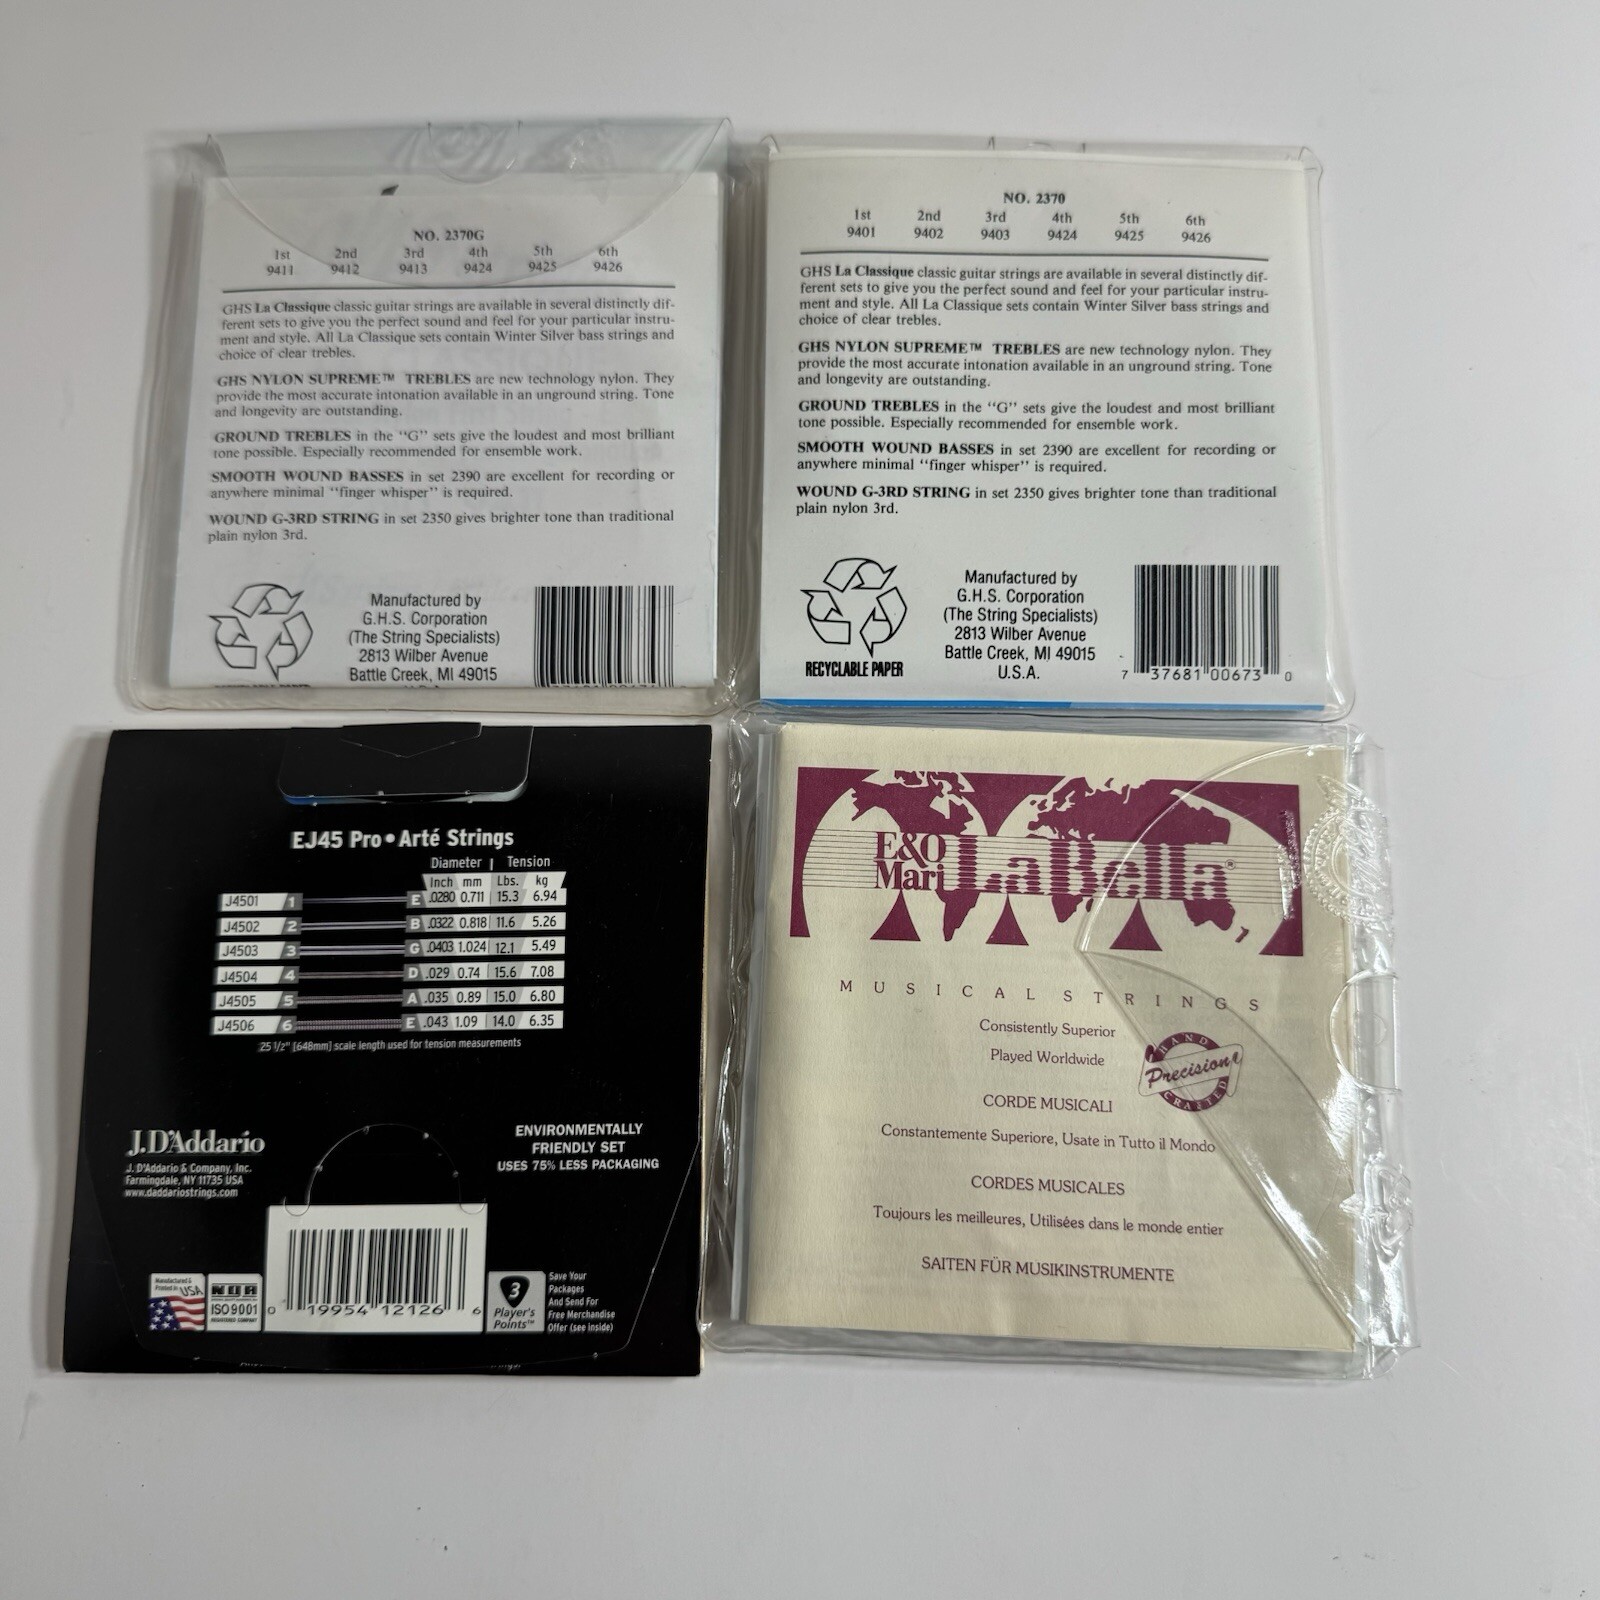 NO. 2370G
1st 2nd 3rd 4th 5th 6th
9411 9412 9413 9424 9425 9426
GHS La Classique classic guitar strings are available in several distinctly dif-
ferent sets to give you the perfect sound and feel for your particular instru-
ment and style. All La Classique sets contain Winter Silver bass strings and
choice of clear trebles.
GHS NYLON SUPREME™ TREBLES are new technology nylon. They
provide the most accurate intonation available in an unground string. Tone
and longevity are outstanding.
GROUND TREBLES in the "G" sets give the loudest and most brilliant
tone possible. Especially recommended for ensemble work.
SMOOTH WOUND BASSES in set 2390 are excellent for recording or
anywhere minimal "finger whisper" is required.
WOUND G-3RD STRING in set 2350 gives brighter tone than traditional
plain nylon 3rd.
Manufactured by
G.H.S. Corporation
(The String Specialists)
2813 Wilber Avenue
Battle Creek, MI 49015
NO. 2370
1st 2nd 3rd 4th 5th 6th
9401 9402 9403 9424 9425 9426
GHS La Classique classic guitar strings are available in several distinctly dif-
ferent sets to give you the perfect sound and feel for your particular instru-
ment and style. All La Classique sets contain Winter Silver bass strings and
choice of clear trebles.
GHS NYLON SUPREME™ TREBLES are new technology nylon. They
provide the most accurate intonation available in an unground string. Tone
and longevity are outstanding.
GROUND TREBLES in the "G" sets give the loudest and most brilliant
tone possible. Especially recommended for ensemble work.
SMOOTH WOUND BASSES in set 2390 are excellent for recording or
anywhere minimal "finger whisper" is required.
WOUND G-3RD STRING in set 2350 gives brighter tone than traditional
plain nylon 3rd.
RECYCLABLE PAPER
Manufactured by
G.H.S. Corporation
(The String Specialists)
2813 Wilber Avenue
Battle Creek, MI 49015
U.S.A.
7 37681 00673 0
EJ45 Pro•Arté Strings
Diameter | Tension
Inch mm Lbs. kg
J4501 1 E .0280 0.711 15.3 6.94
J4502 2 B .0322 0.818 11.6 5.26
J4503 3 G .0403 1.024 12.1 5.49
J4504 4 D .029 0.74 15.6 7.08
J4505 5 A .035 0.89 15.0 6.80
J4506 6 E .043 1.09 14.0 6.35
25 1/2" [648mm] scale length used for tension measurements
J.D'Addario
J. D'Addario & Company, Inc.
Farmingdale, NY 11735 USA
www.daddariostrings.com
ENVIRONMENTALLY
FRIENDLY SET
USES 75% LESS PACKAGING
Manufactured &
Printed in USA
NQA
ISO 9001
REGISTERED COMPANY
0 19954 12126 6
3
Player's
Points™
Save Your
Packages
And Send For
Free Merchandise
Offer (see inside)
E&O
Mari
LaBella®
MUSICAL STRINGS
Consistently Superior
Played Worldwide
HAND
Precision
CRAFTED
CORDE MUSICALI
Constantemente Superiore, Usate in Tutto il Mondo
CORDES MUSICALES
Toujours les meilleures, Utilisées dans le monde entier
SAITEN FÜR MUSIKINSTRUMENTE